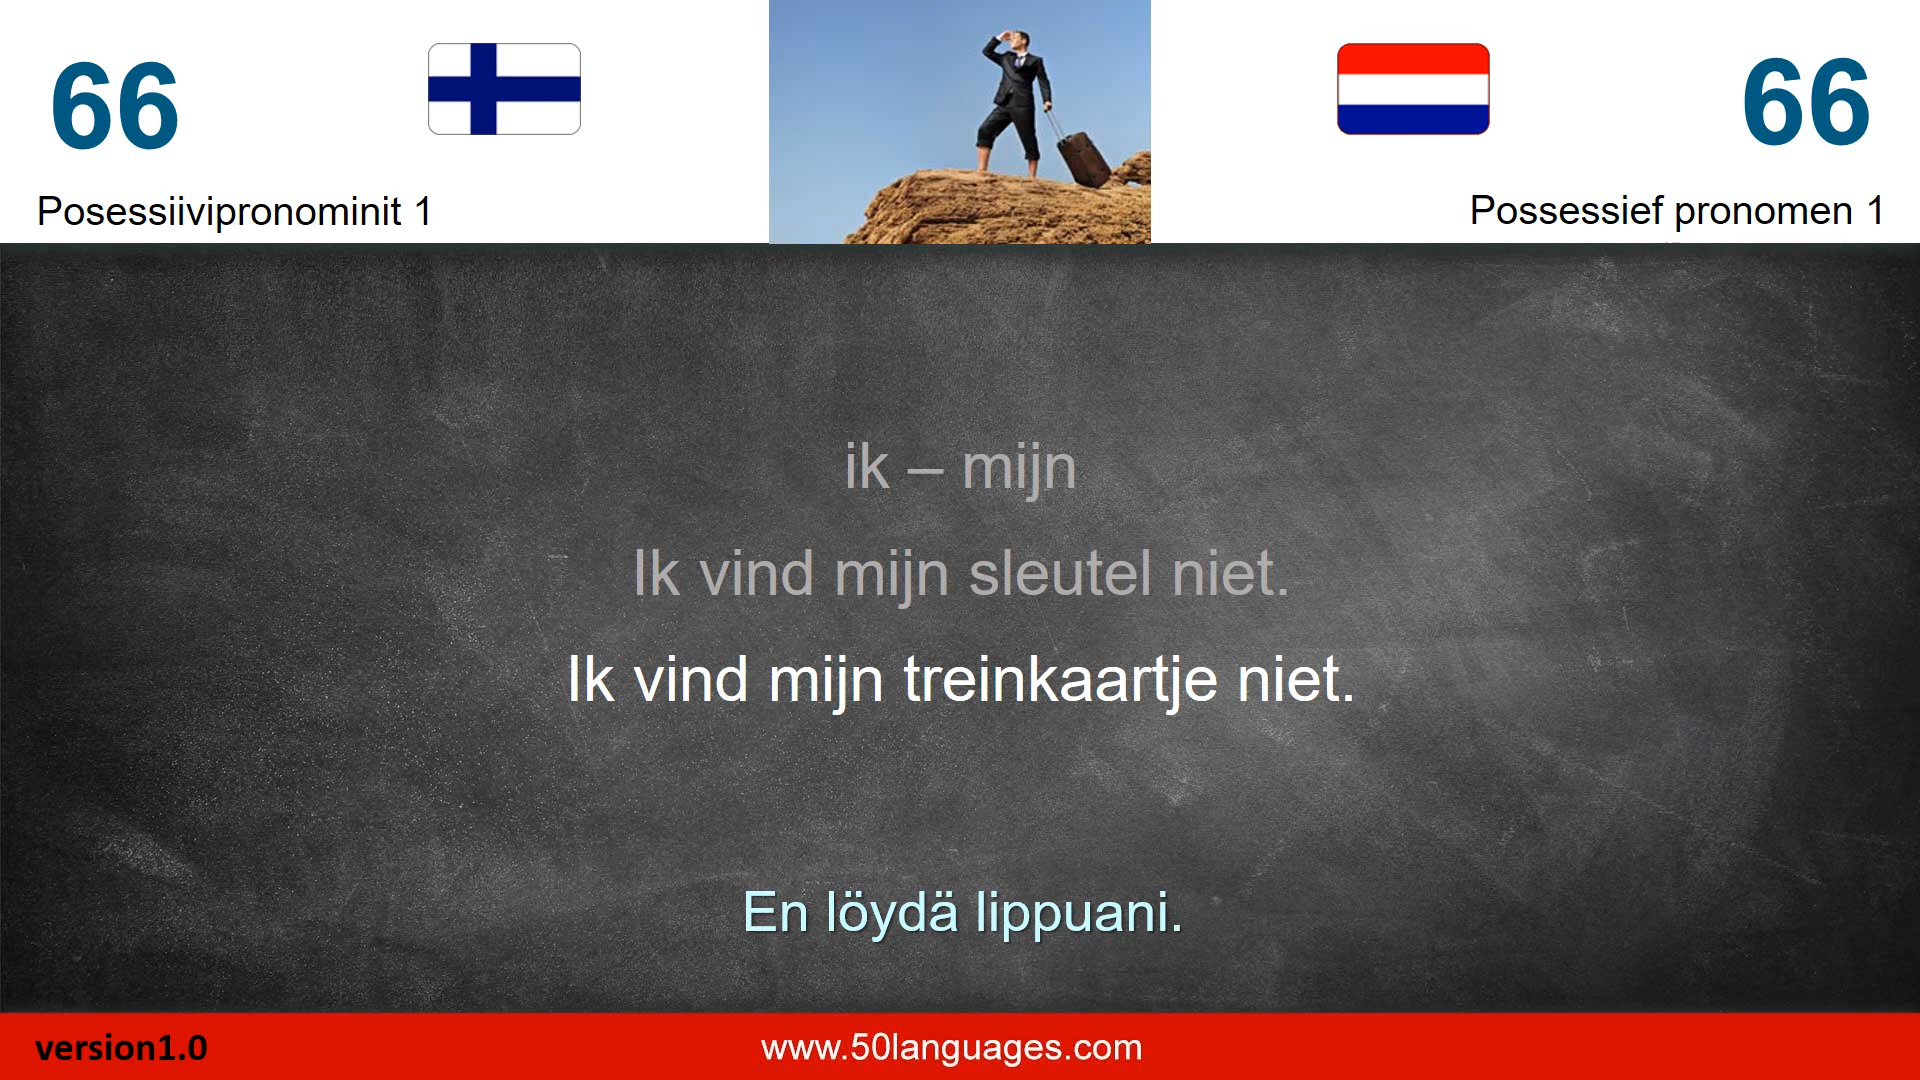 66
66
Posessiivipronominit 1
Possessief pronomen 1
ik – mijn
Ik vind mijn sleutel niet.
Ik vind mijn treinkaartje niet.
En löydä lippuani.
version1.0
www.50languages.com